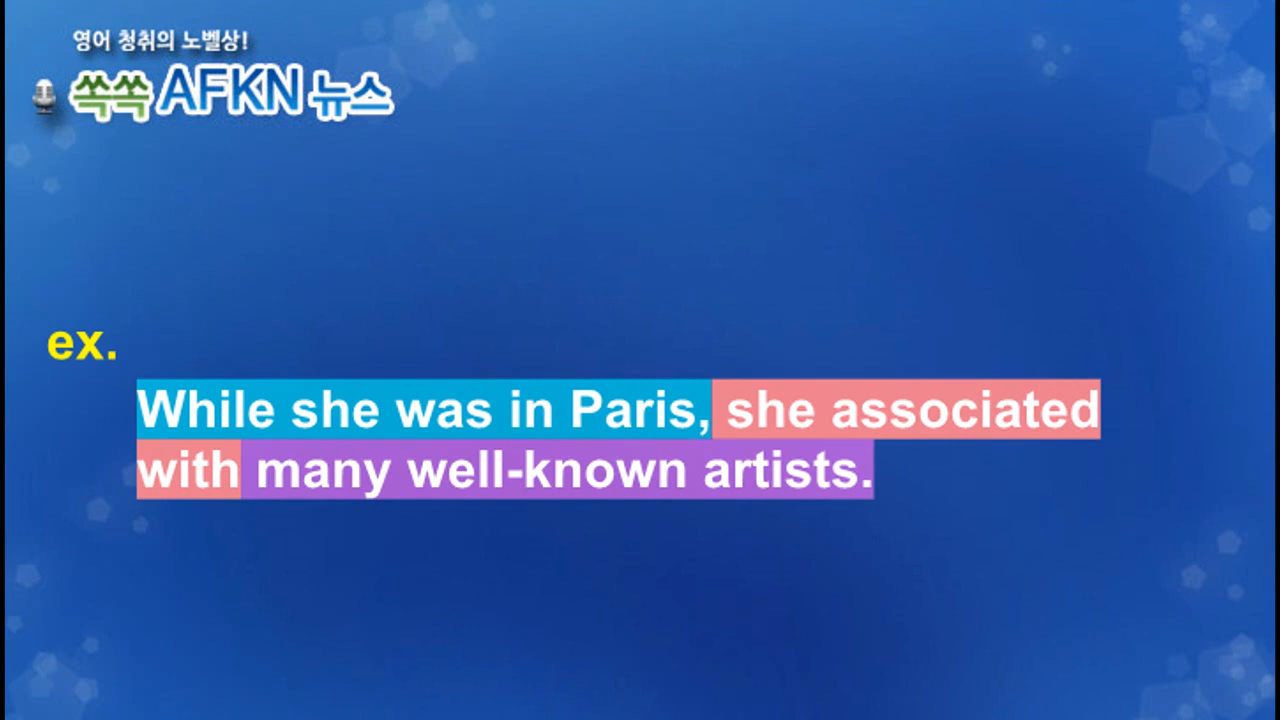 영어 청취의 노벨상!
쏙쏙 AFKN 뉴스
ex.
While she was in Paris, she associated
with many well-known artists.